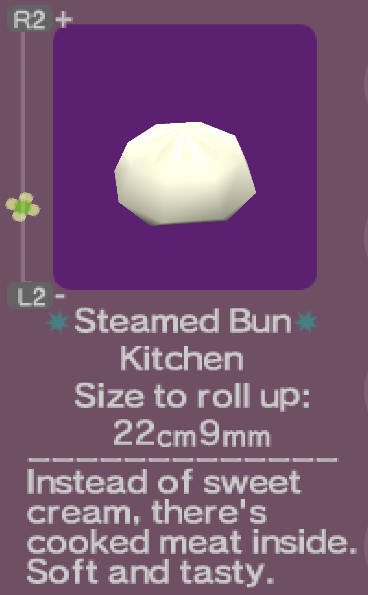 R2 +
L2 -
Steamed Bun
Kitchen
Size to roll up:
22cm9mm
Instead of sweet
cream, there's
cooked meat inside.
Soft and tasty.